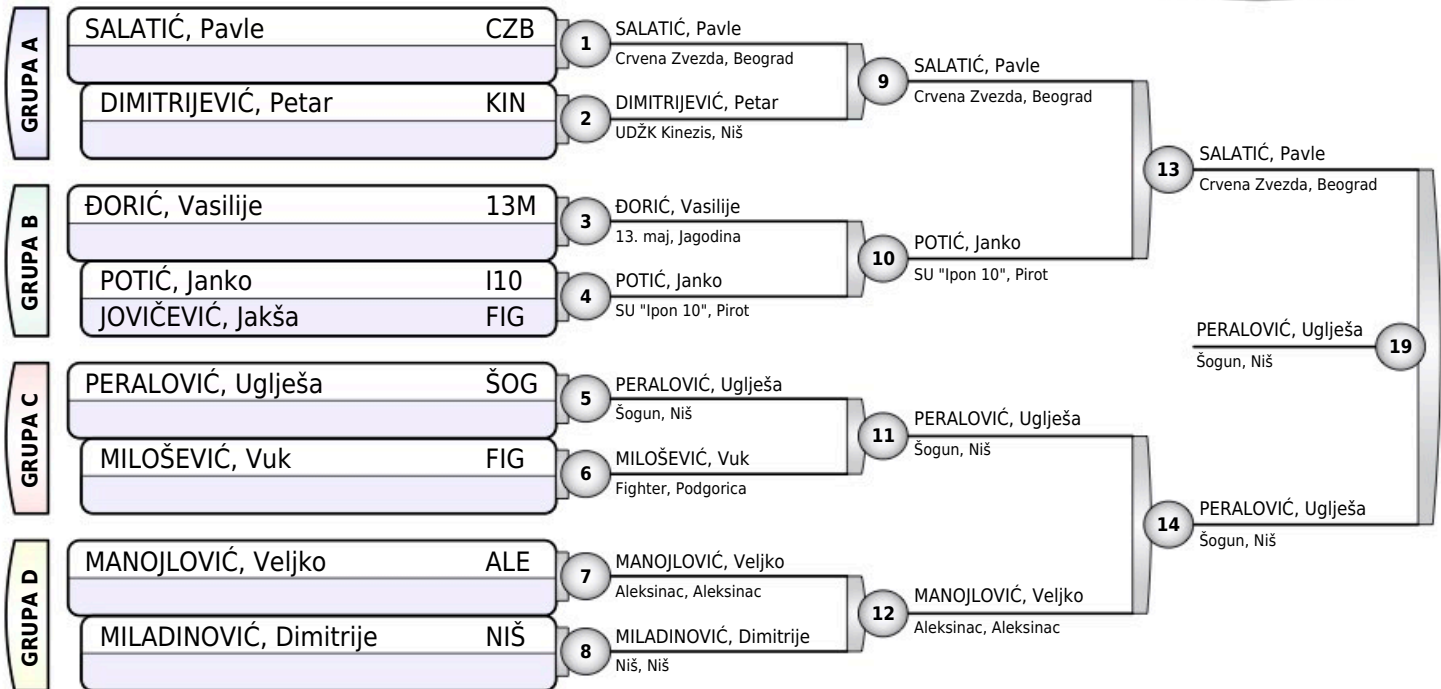 GRUPA A
SALATIĆ, Pavle CZB
DIMITRIJEVIĆ, Petar KIN
1
SALATIĆ, Pavle
Crvena Zvezda, Beograd
2
DIMITRIJEVIĆ, Petar
UDŽK Kinezis, Niš
GRUPA B
ĐORIĆ, Vasilije 13M
POTIĆ, Janko I10
JOVIČEVIĆ, Jakša FIG
3
ĐORIĆ, Vasilije
13. maj, Jagodina
4
POTIĆ, Janko
SU "Ipon 10", Pirot
GRUPA C
PERALOVIĆ, Uglješa ŠOG
MILOŠEVIĆ, Vuk FIG
5
PERALOVIĆ, Uglješa
Šogun, Niš
6
MILOŠEVIĆ, Vuk
Fighter, Podgorica
GRUPA D
MANOJLOVIĆ, Veljko ALE
MILADINOVIĆ, Dimitrije NIŠ
7
MANOJLOVIĆ, Veljko
Aleksinac, Aleksinac
8
MILADINOVIĆ, Dimitrije
Niš, Niš
9
SALATIĆ, Pavle
Crvena Zvezda, Beograd
10
POTIĆ, Janko
SU "Ipon 10", Pirot
11
PERALOVIĆ, Uglješa
Šogun, Niš
12
MANOJLOVIĆ, Veljko
Aleksinac, Aleksinac
13
SALATIĆ, Pavle
Crvena Zvezda, Beograd
14
PERALOVIĆ, Uglješa
Šogun, Niš
PERALOVIĆ, Uglješa
Šogun, Niš
19